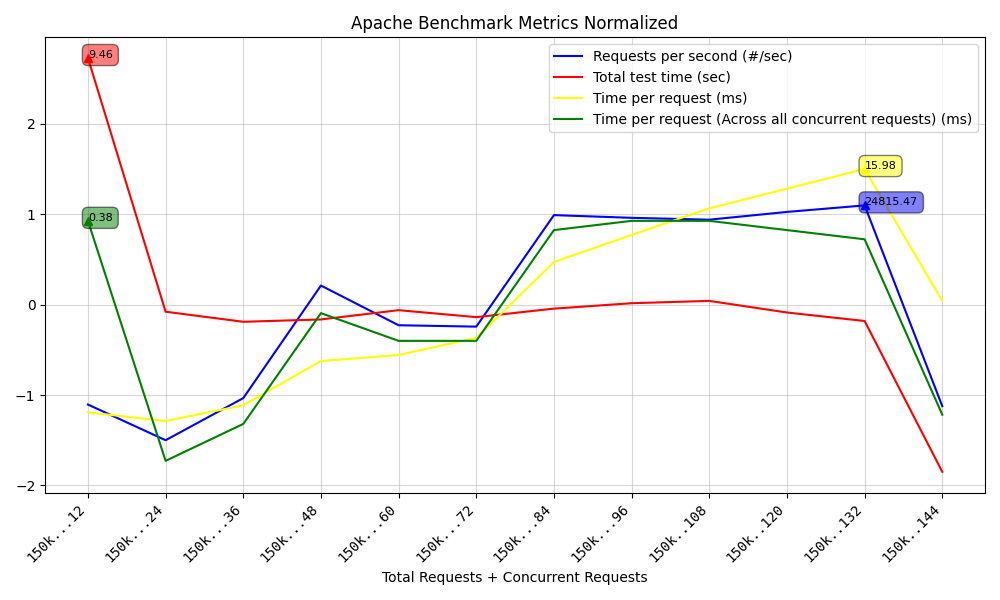 Apache Benchmark Metrics Normalized
Requests per second (#/sec)
Total test time (sec)
Time per request (ms)
Time per request (Across all concurrent requests) (ms)
9.46
0.38
15.98
24815.47
2
1
0
−1
−2
150k...12
150k...24
150k...36
150k...48
150k...60
150k...72
150k...84
150k...96
150k..108
150k..120
150k..132
150k..144
Total Requests + Concurrent Requests